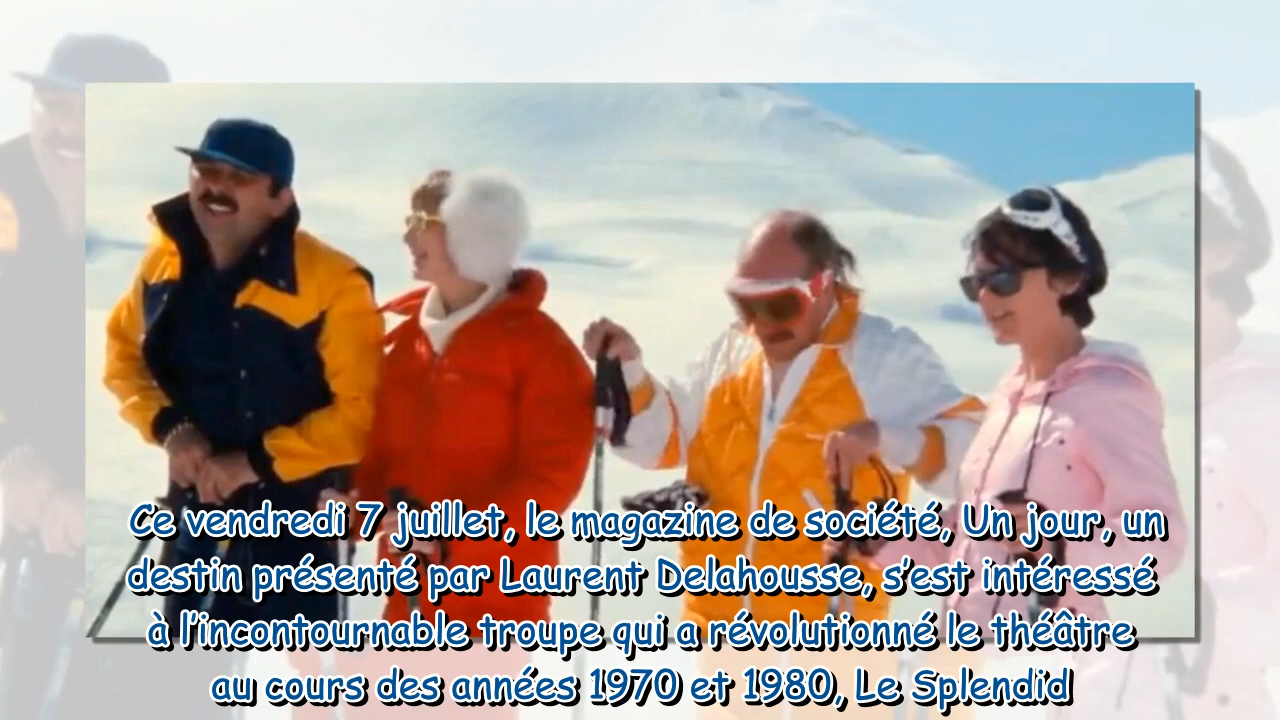 Ce vendredi 7 juillet, le magazine de société, Un jour, un
destin présenté par Laurent Delahousse, s'est intéressé
à l'incontournable troupe qui a révolutionné le théâtre
au cours des années 1970 et 1980, Le Splendid